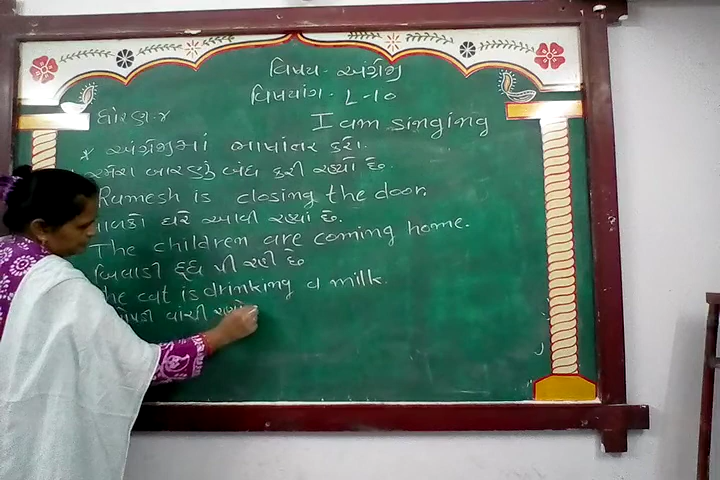 વિષય - અંગ્રેજી
વિષયાંગ - L-10
ધોરણ:- ૪
I am singing
* અંગ્રેજીમાં ભાષાંતર કરો.
રમેશ બારણું બંધ કરી રહ્યો છે.
Ramesh is closing the door.
ઘરે આવી રહ્યાં છે.
The children are coming home.
બિલાડી દૂધ પી રહી છે
The cat is drinking a milk.
વાંચી